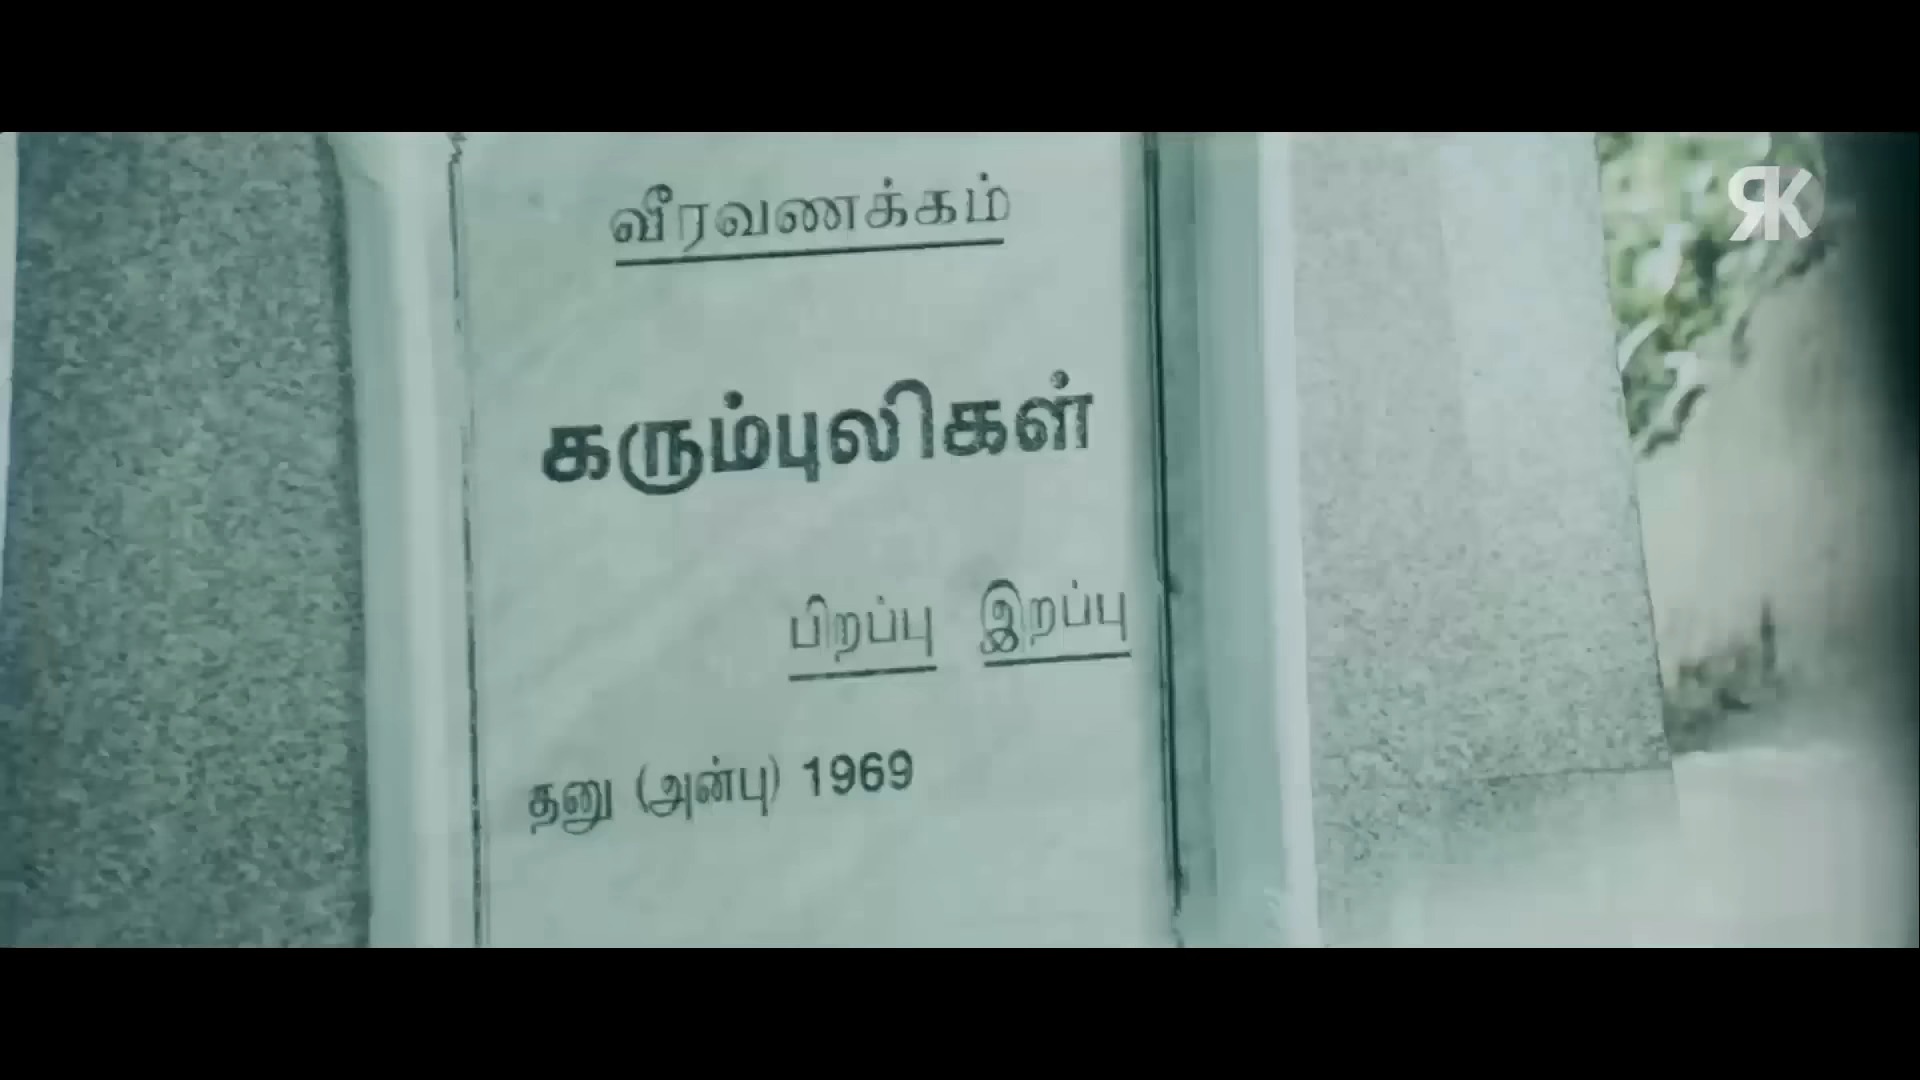 வீரவணக்கம்
கரும்புலிகள்
பிறப்பு இறப்பு
தனு (அன்பு) 1969
RK